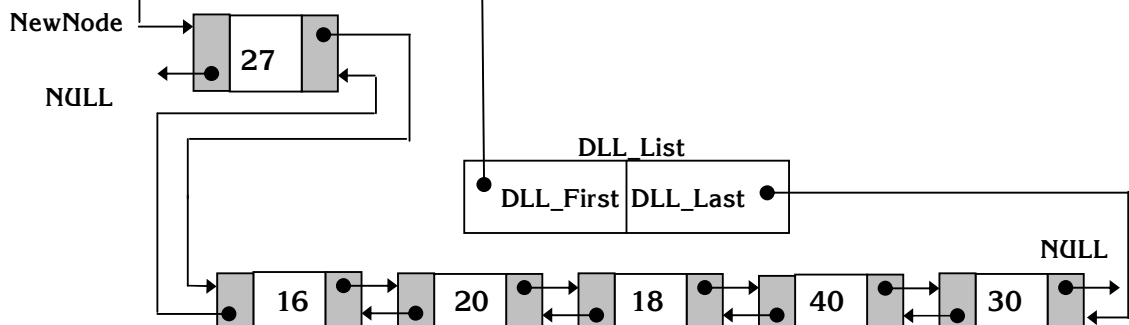 NewNode
27
NULL
DLL_List
DLL_First DLL_Last
NULL
16 20 18 40 30